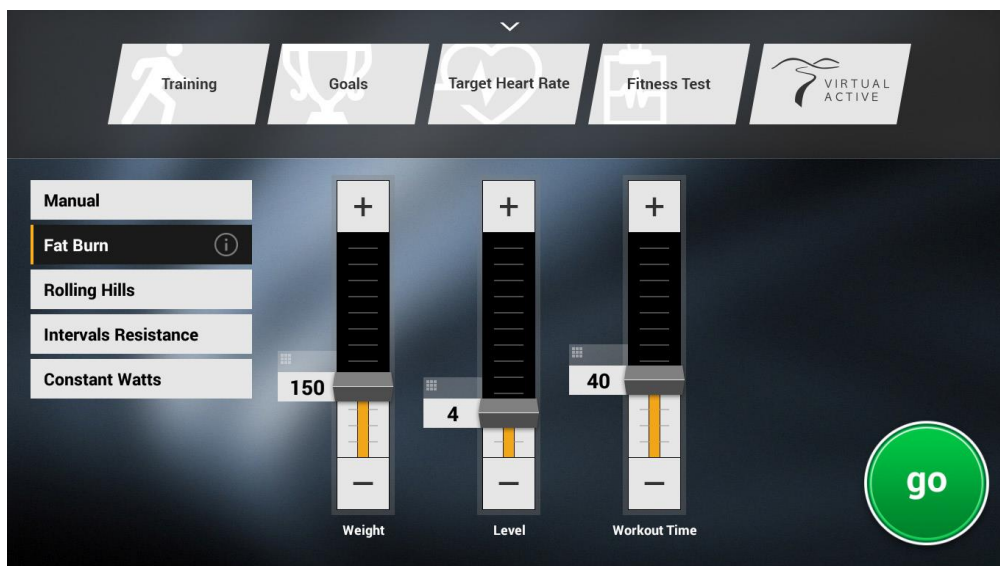 Training
Goals
Target Heart Rate
Fitness Test
VIRTUAL
ACTIVE
Manual
Fat Burn
Rolling Hills
Intervals Resistance
Constant Watts
+
+
+
150
4
40
−
−
−
Weight
Level
Workout Time
go